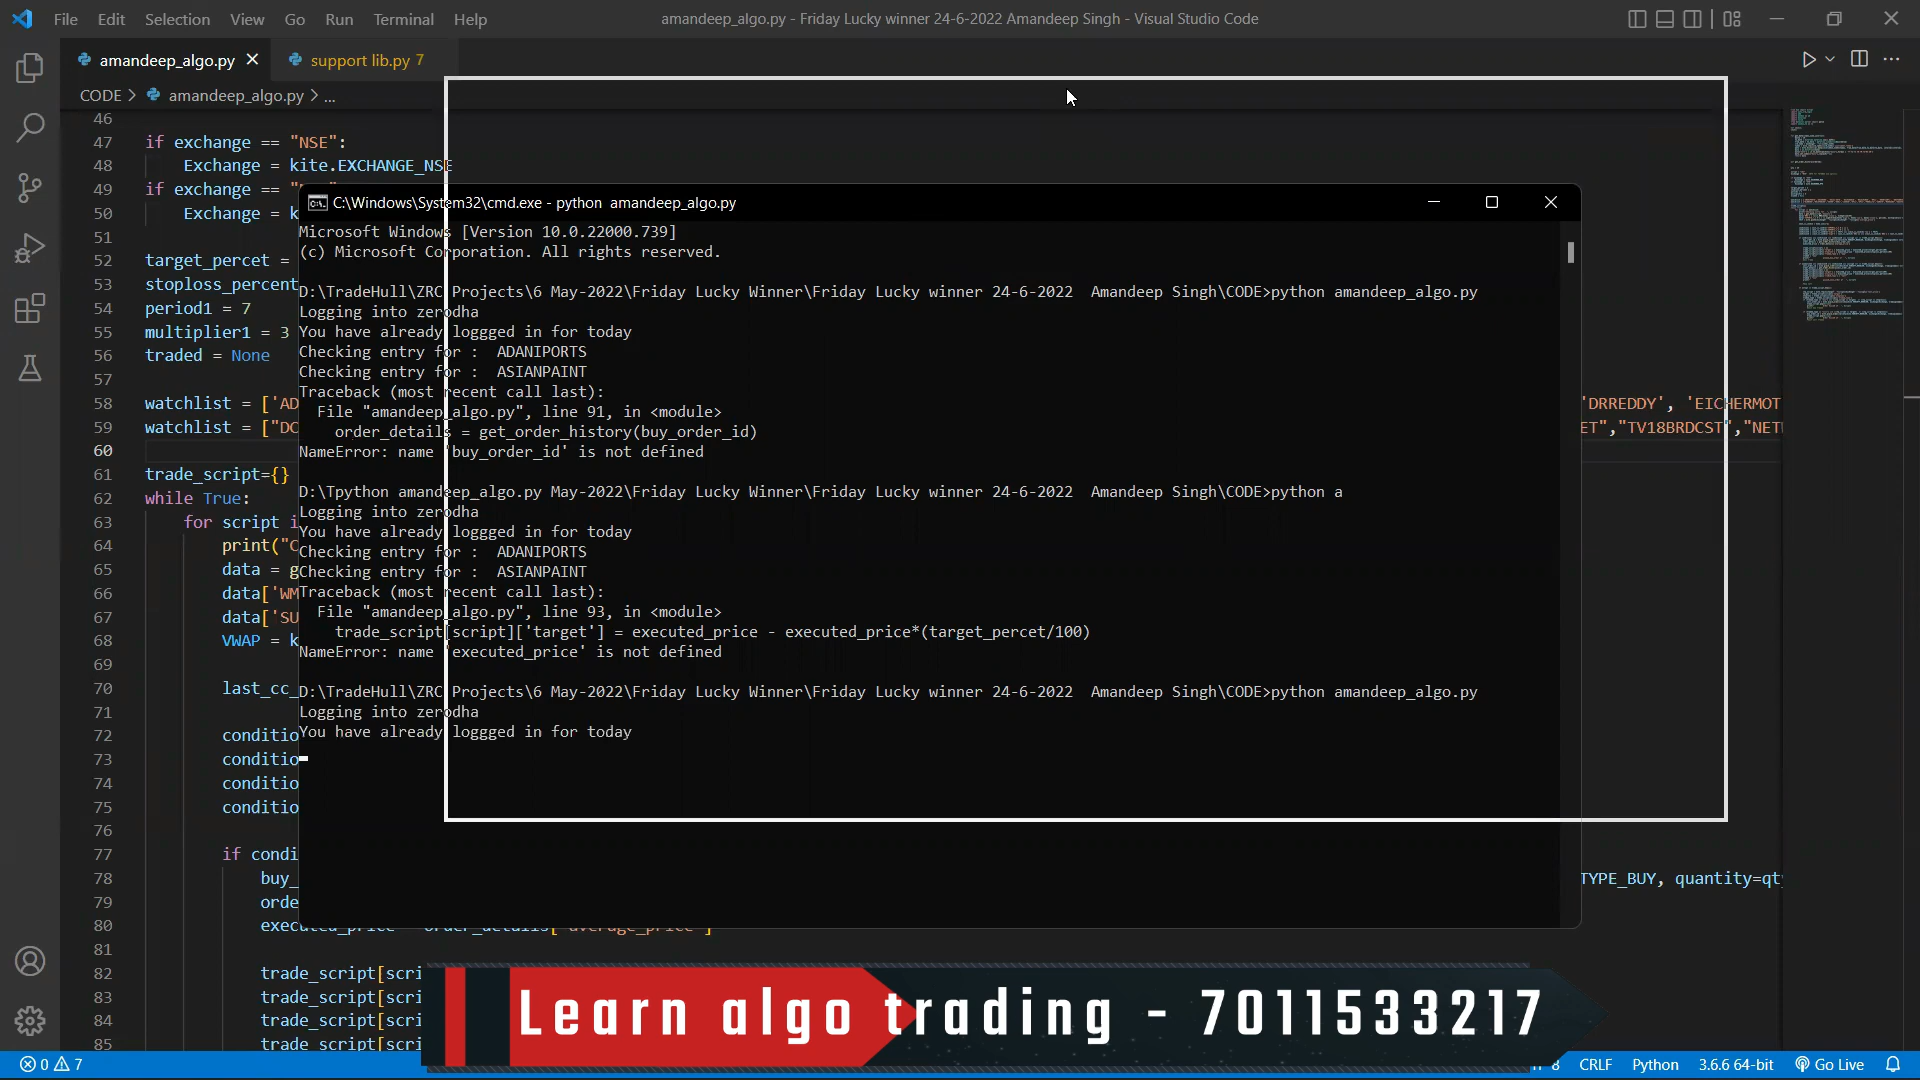 File Edit Selection View Go Run Terminal Help
amandeep_algo.py - Friday Lucky winner 24-6-2022 Amandeep Singh - Visual Studio Code
amandeep_algo.py
support lib.py 7
CODE > amandeep_algo.py > ...
46
47 if exchange == "NSE":
48 Exchange = kite.EXCHANGE_NSE
49 if exchange ==
50 Exchange = k
51
52 target_percet =
53 stoploss_percent
54 period1 = 7
55 multiplier1 = 3
56 traded = None
57
58 watchlist = ['AD 'DRREDDY', 'EICHERMOT
59 watchlist = ["DC ET","TV18BRDCST","NET
60
61 trade_script={}
62 while True:
63 for script i
64 print("C
65 data = g
66 data['WM
67 data['SU
68 VWAP = k
69
70 last_cc_
71
72 conditio
73 conditio
74 conditio
75 conditio
76
77 if condi
78 buy_ TYPE_BUY, quantity=qt
79 orde
80 executed_price = order_details['average_price']
81
82 trade_script[scri
83 trade_script[scri
84 trade_script[scri
85 trade_script[scri
C:\Windows\System32\cmd.exe - python amandeep_algo.py
Microsoft Windows [Version 10.0.22000.739]
(c) Microsoft Corporation. All rights reserved.
D:\TradeHull\ZRC Projects\6 May-2022\Friday Lucky Winner\Friday Lucky winner 24-6-2022 Amandeep Singh\CODE>python amandeep_algo.py
Logging into zerodha
You have already loggged in for today
Checking entry for : ADANIPORTS
Checking entry for : ASIANPAINT
Traceback (most recent call last):
File "amandeep_algo.py", line 91, in <module>
order_details = get_order_history(buy_order_id)
NameError: name 'buy_order_id' is not defined
D:\Tpython amandeep_algo.py May-2022\Friday Lucky Winner\Friday Lucky winner 24-6-2022 Amandeep Singh\CODE>python a
Logging into zerodha
You have already loggged in for today
Checking entry for : ADANIPORTS
Checking entry for : ASIANPAINT
Traceback (most recent call last):
File "amandeep_algo.py", line 93, in <module>
trade_script[script]['target'] = executed_price - executed_price*(target_percet/100)
NameError: name 'executed_price' is not defined
D:\TradeHull\ZRC Projects\6 May-2022\Friday Lucky Winner\Friday Lucky winner 24-6-2022 Amandeep Singh\CODE>python amandeep_algo.py
Logging into zerodha
You have already loggged in for today
Learn algo trading - 7011533217
0 7
CRLF Python 3.6.6 64-bit Go Live